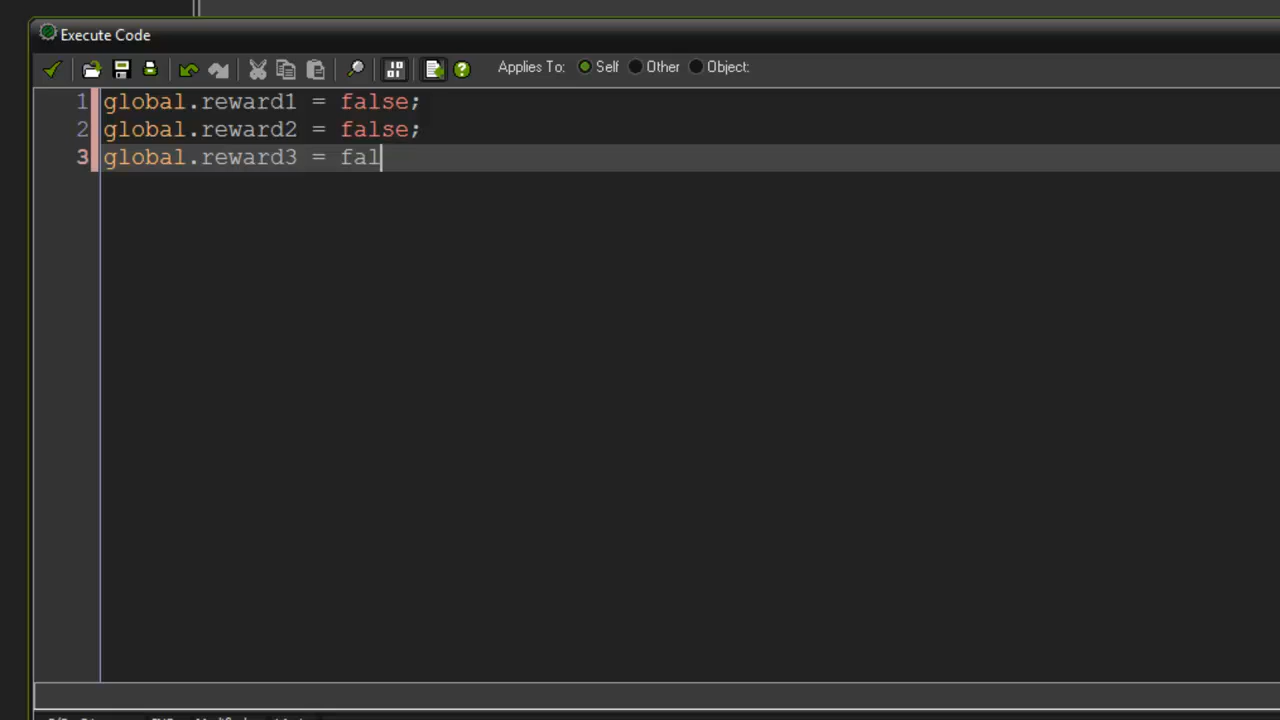 Execute Code
Applies To: Self Other Object:
1 global.reward1 = false;
2 global.reward2 = false;
3 global.reward3 = fal